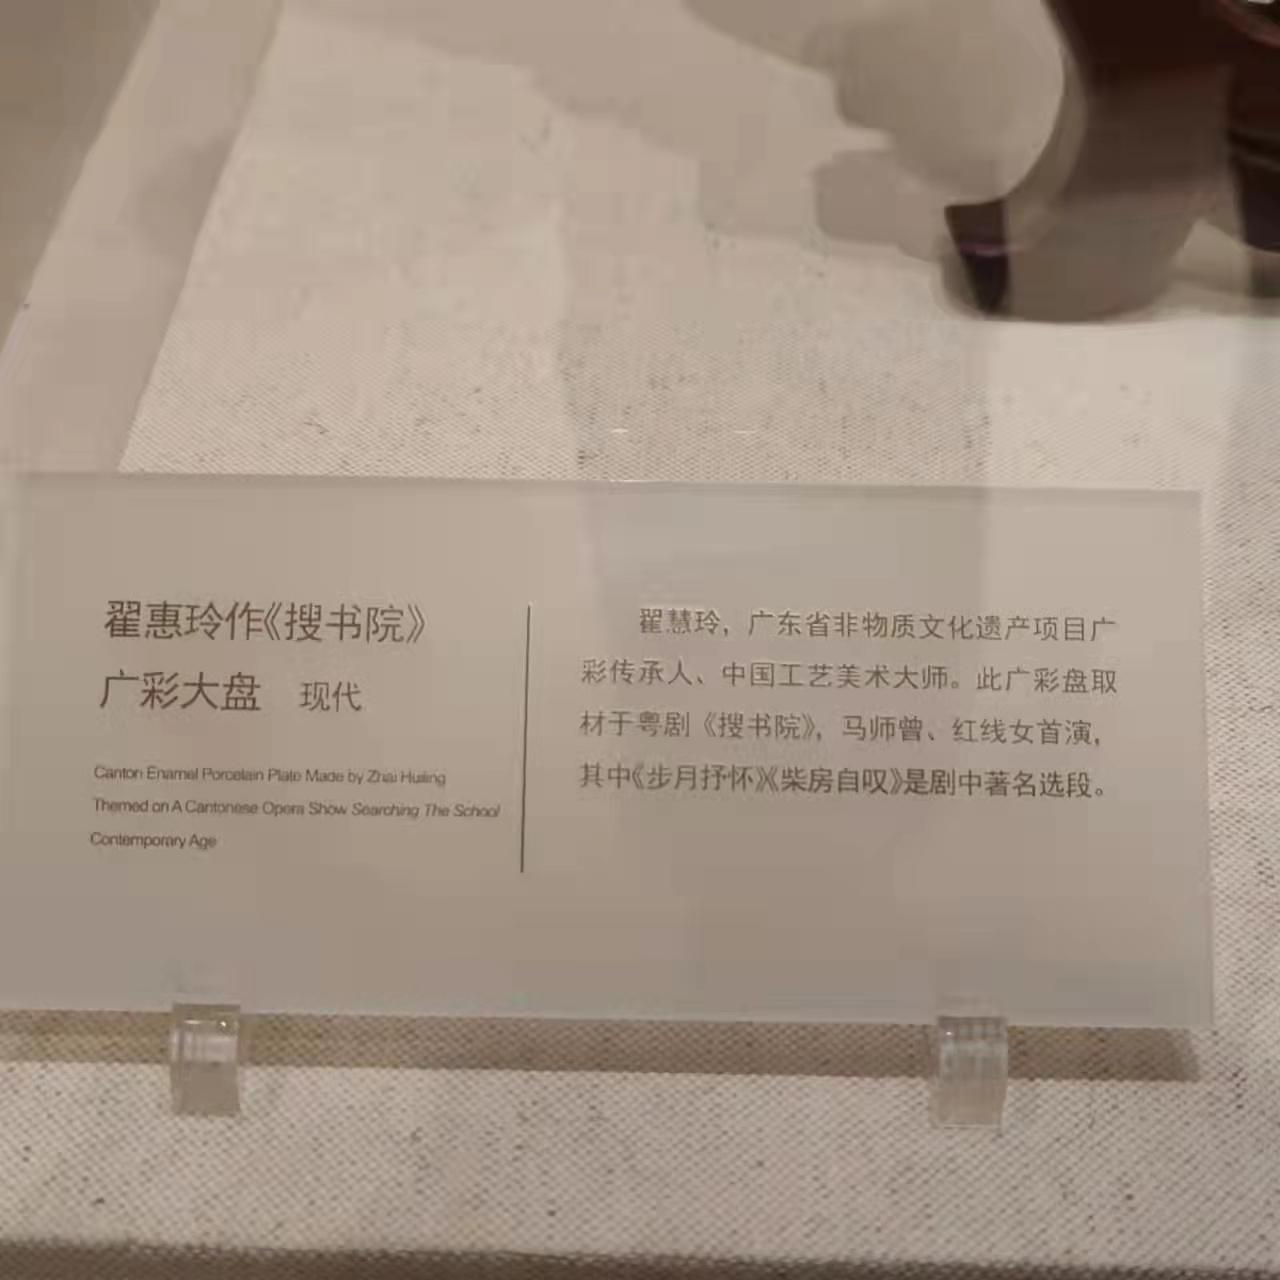 翟惠玲作《搜书院》
广彩大盘 现代
Canton Enamel Porcelain Plate Made by Zhai Huiling
Themed on A Cantonese Opera Show Searching The School
Contemporary Age
翟慧玲，广东省非物质文化遗产项目广
彩传承人、中国工艺美术大师。此广彩盘取
材于粤剧《搜书院》，马师曾、红线女首演，
其中《步月抒怀》《柴房自叹》是剧中著名选段。